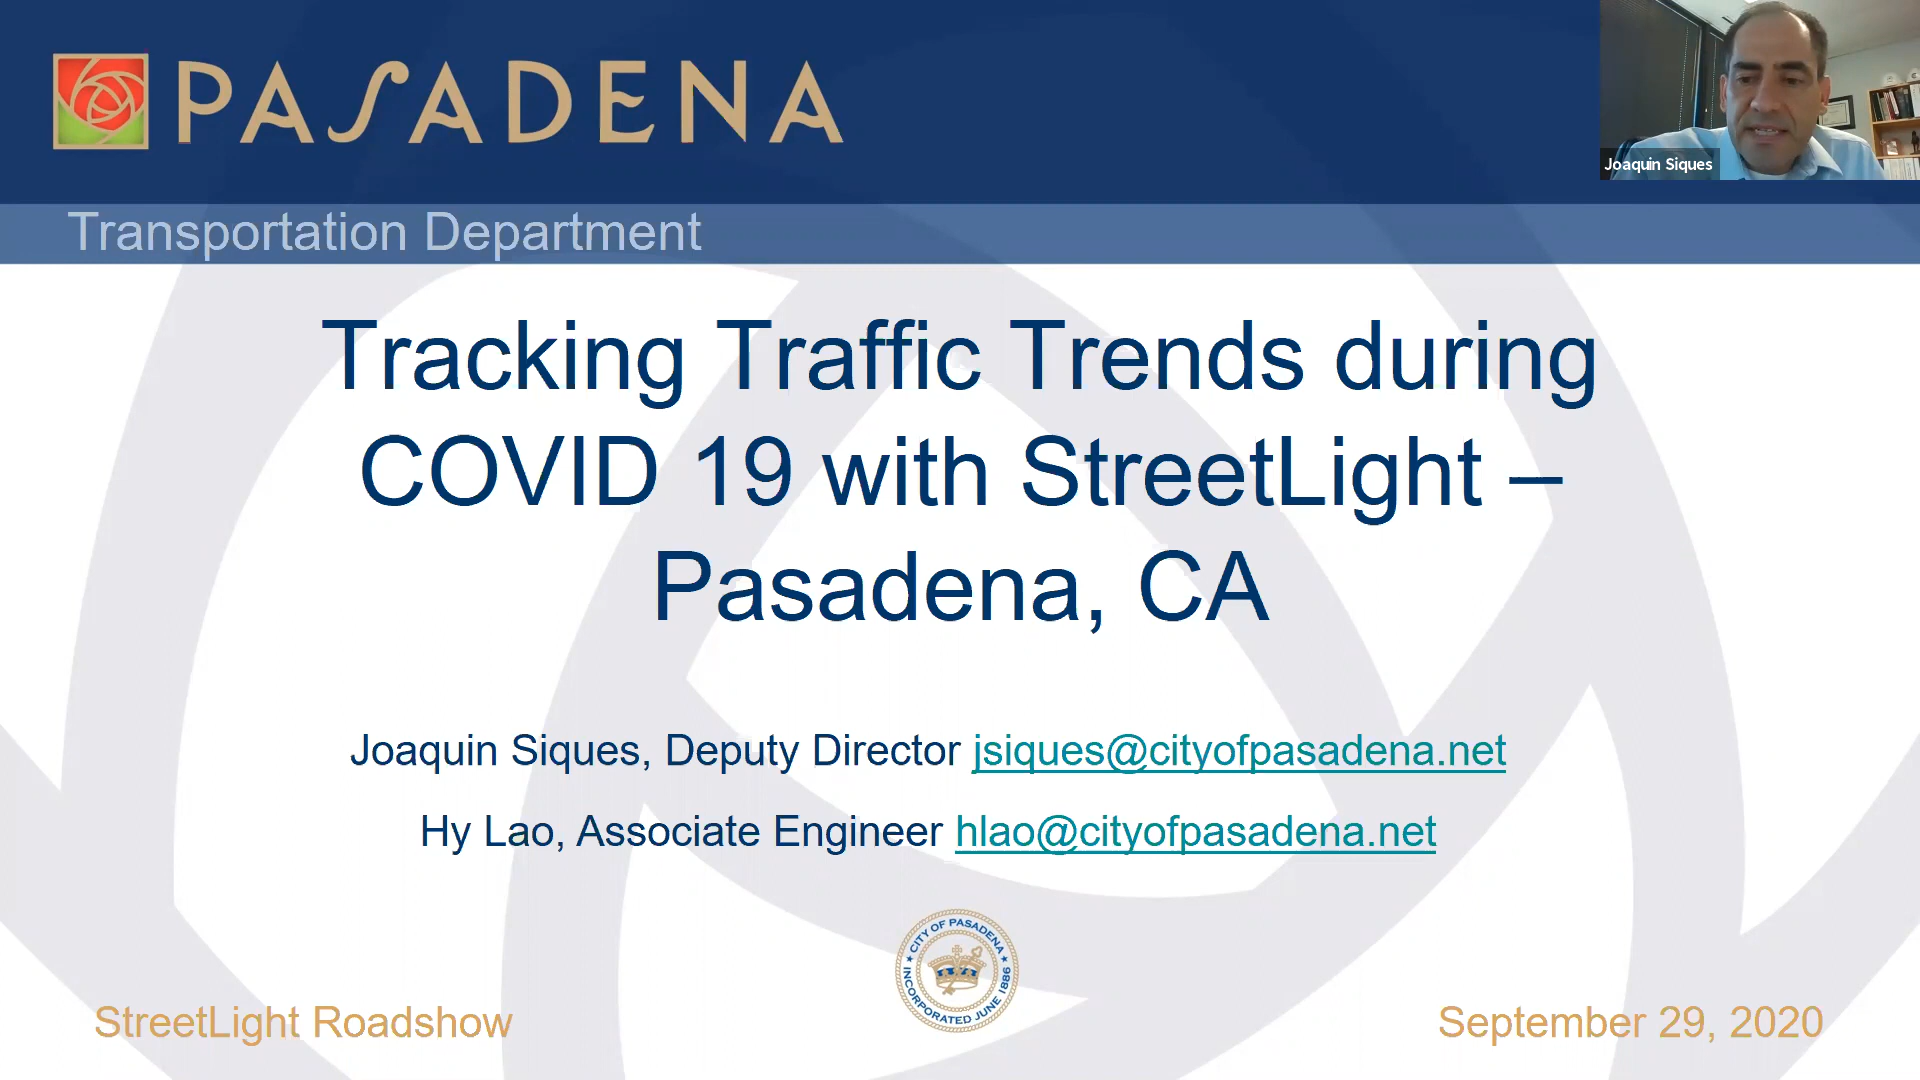 PASADENA
Joaquin Siques
Transportation Department
Tracking Traffic Trends during
COVID 19 with StreetLight –
Pasadena, CA
Joaquin Siques, Deputy Director jsiques@cityofpasadena.net
Hy Lao, Associate Engineer hlao@cityofpasadena.net
CITY OF PASADENA
INCORPORATED JUNE 1886
StreetLight Roadshow
September 29, 2020